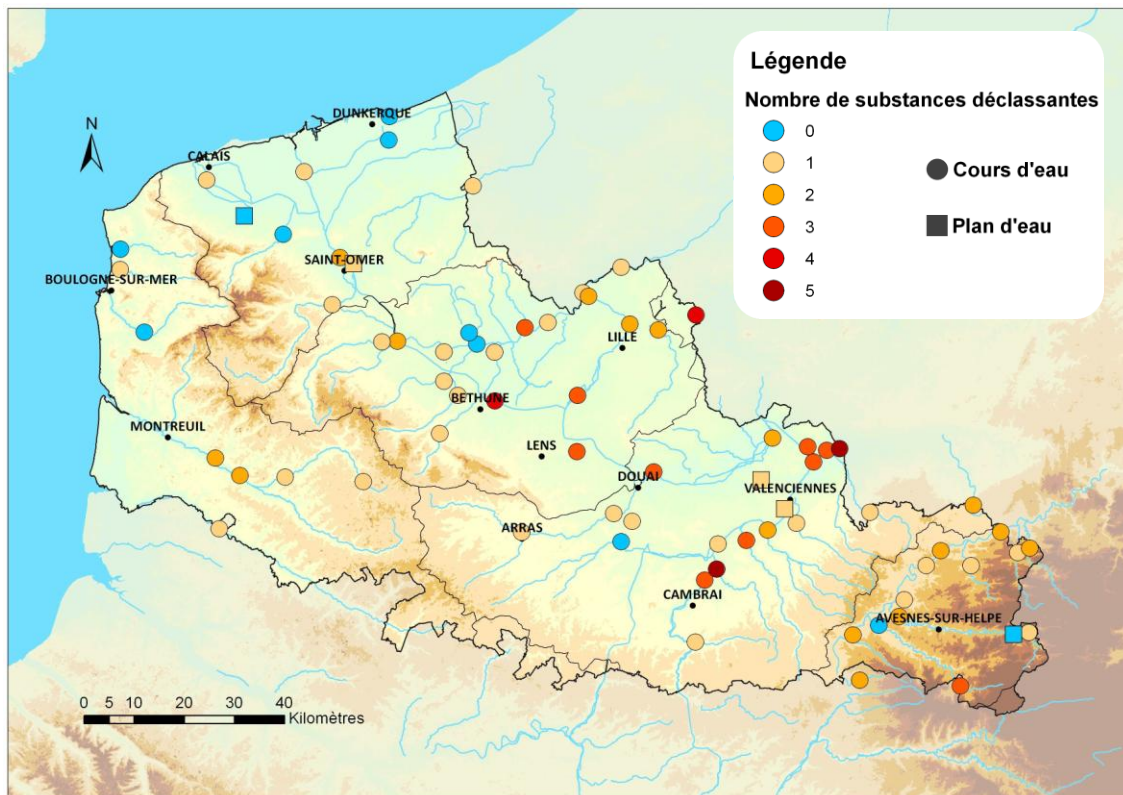 Légende
Nombre de substances déclassantes
0
1
2
3
4
5
Cours d'eau
Plan d'eau
N
DUNKERQUE
CALAIS
SAINT-OMER
BOULOGNE-SUR-MER
LILLE
BETHUNE
MONTREUIL
LENS
DOUAI
VALENCIENNES
ARRAS
CAMBRAI
AVESNES-SUR-HELPE
0 5 10 20 30 40
Kilomètres